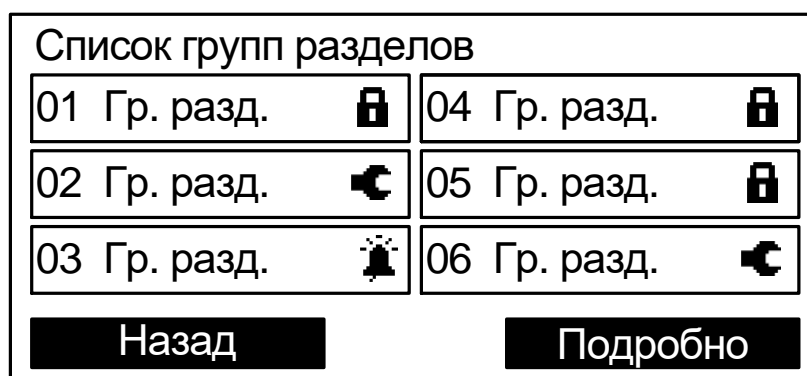 Список групп разделов
01 Гр. разд.
04 Гр. разд.
02 Гр. разд.
05 Гр. разд.
03 Гр. разд.
06 Гр. разд.
Назад
Подробно